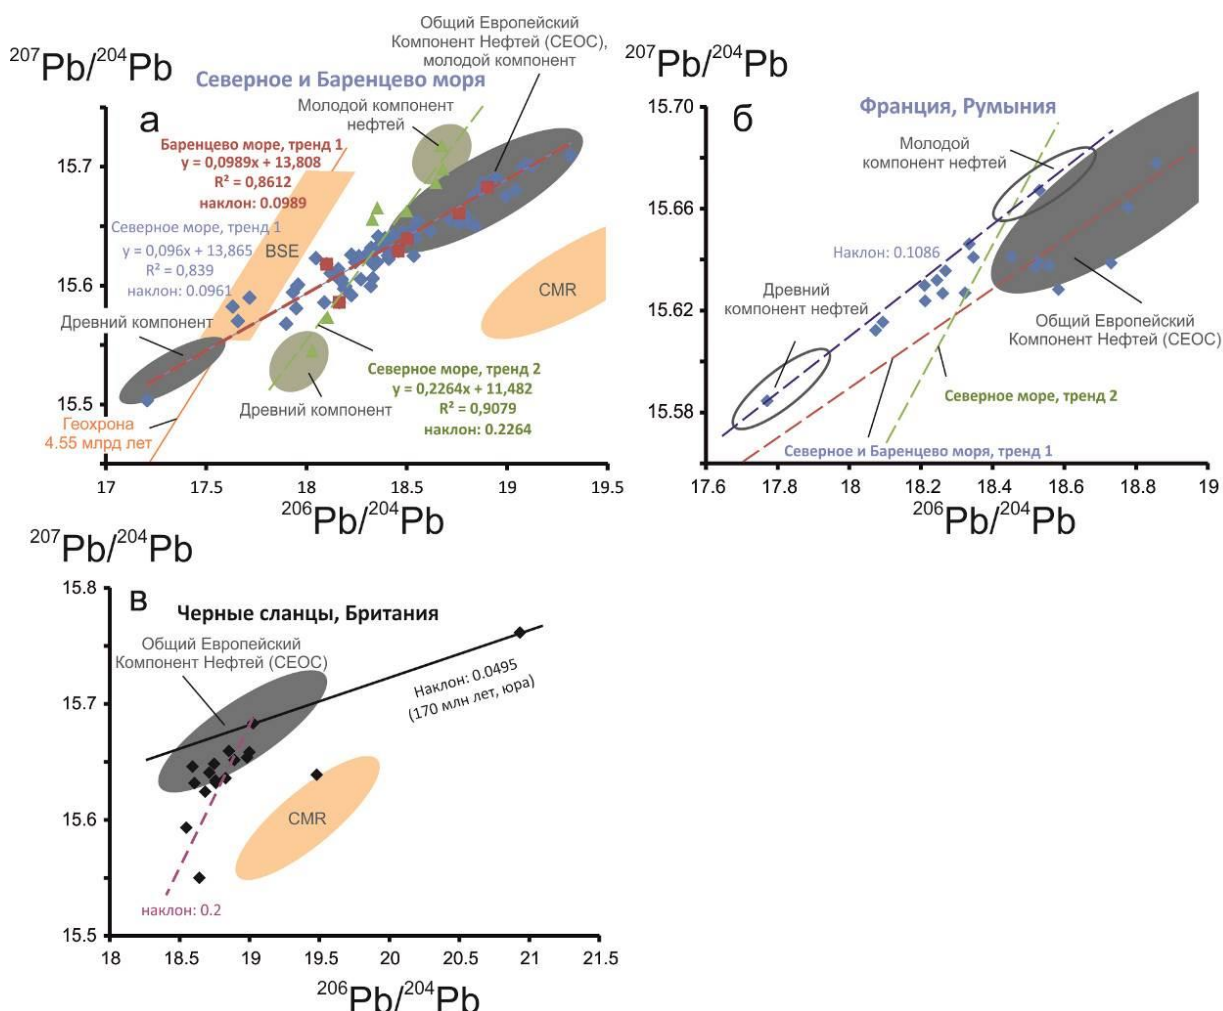 207Pb/204Pb
Северное и Баренцево моря
Общий Европейский
Компонент Нефтей (CEOC),
молодой компонент
а
Молодой компонент
нефтей
Баренцево море, тренд 1
y = 0,0989x + 13,808
R² = 0,8612
наклон: 0.0989
15.7
Северное море, тренд 1
y = 0,096x + 13,865
R² = 0,839
наклон: 0.0961
BSE
15.6
CMR
Древний компонент
Северное море, тренд 2
y = 0,2264x + 11,482
R² = 0,9079
наклон: 0.2264
Древний компонент
15.5
Геохрона
4.55 млрд лет
17 17.5 18 18.5 19 19.5
206Pb/204Pb
207Pb/204Pb
15.70
б
Франция, Румыния
Молодой
компонент нефтей
15.66
Наклон: 0.1086
Древний
компонент нефтей
15.62
Общий Европейский
Компонент Нефтей (CEOC)
Северное море, тренд 2
15.58
Северное и Баренцево моря, тренд 1
17.6 17.8 18 18.2 18.4 18.6 18.8 19
206Pb/204Pb
207Pb/204Pb
15.8
в
Черные сланцы, Британия
Общий Европейский
Компонент Нефтей (CEOC)
Наклон: 0.0495
(170 млн лет, юра)
15.7
15.6
CMR
наклон: 0.2
15.5
18 18.5 19 19.5 20 20.5 21 21.5
206Pb/204Pb